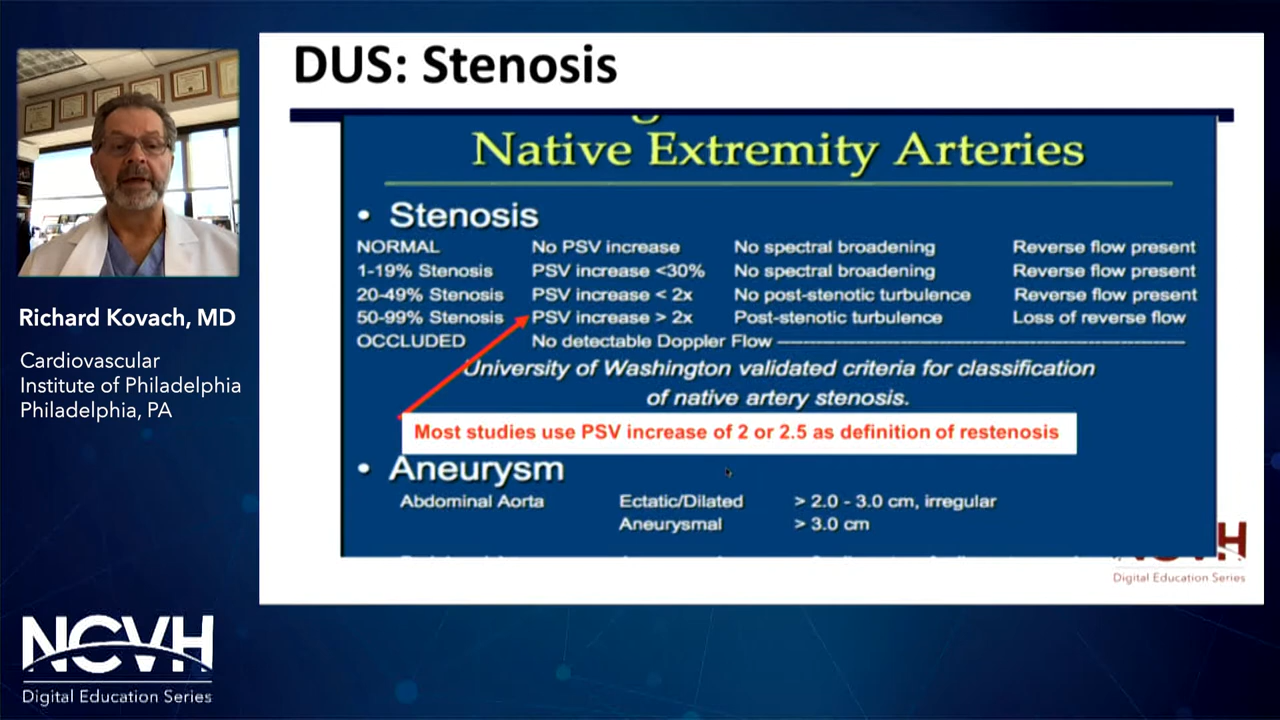 DUS: Stenosis
Native Extremity Arteries
• Stenosis
NORMAL No PSV increase No spectral broadening Reverse flow present
1-19% Stenosis PSV increase <30% No spectral broadening Reverse flow present
20-49% Stenosis PSV increase < 2x No post-stenotic turbulence Reverse flow present
50-99% Stenosis PSV increase > 2x Post-stenotic turbulence Loss of reverse flow
OCCLUDED No detectable Doppler Flow
University of Washington validated criteria for classification
of native artery stenosis.
Most studies use PSV increase of 2 or 2.5 as definition of restenosis
• Aneurysm
Abdominal Aorta Ectatic/Dilated > 2.0 - 3.0 cm, irregular
Aneurysmal > 3.0 cm
Digital Education Series
Richard Kovach, MD
Cardiovascular
Institute of Philadelphia
Philadelphia, PA
NCVH
Digital Education Series